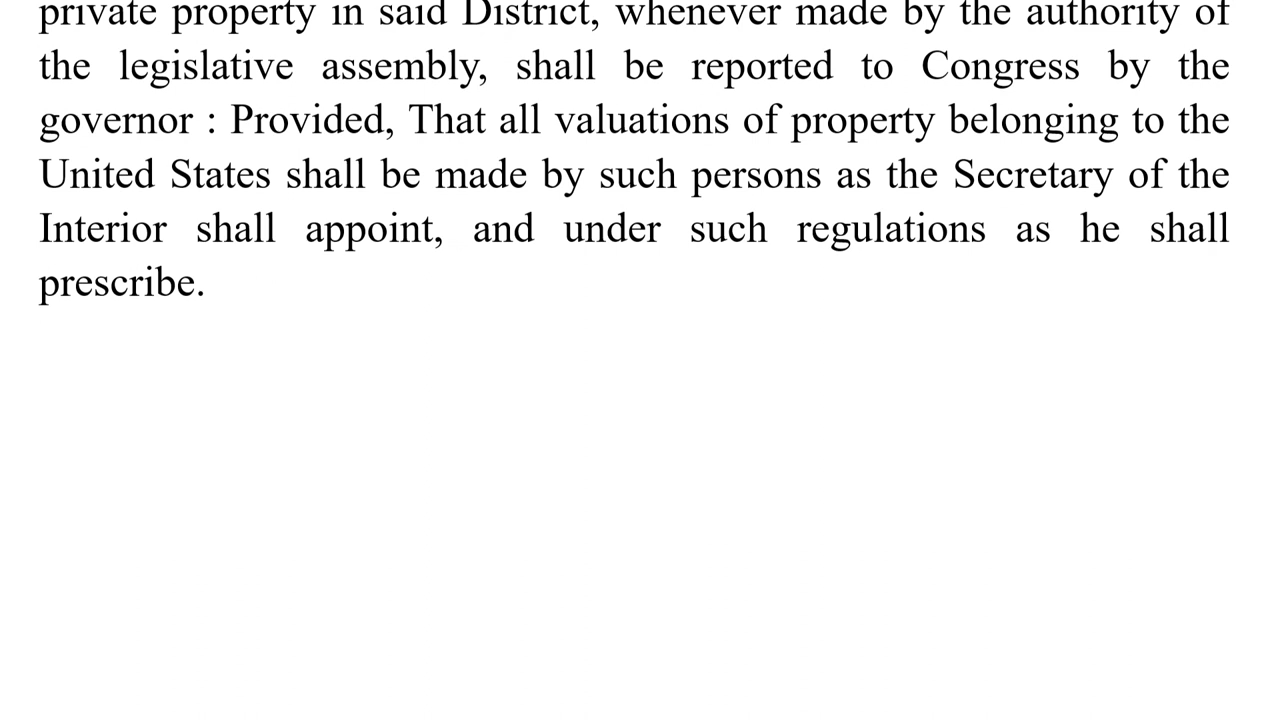 private property in said District, whenever made by the authority of
the legislative assembly, shall be reported to Congress by the
governor : Provided, That all valuations of property belonging to the
United States shall be made by such persons as the Secretary of the
Interior shall appoint, and under such regulations as he shall
prescribe.